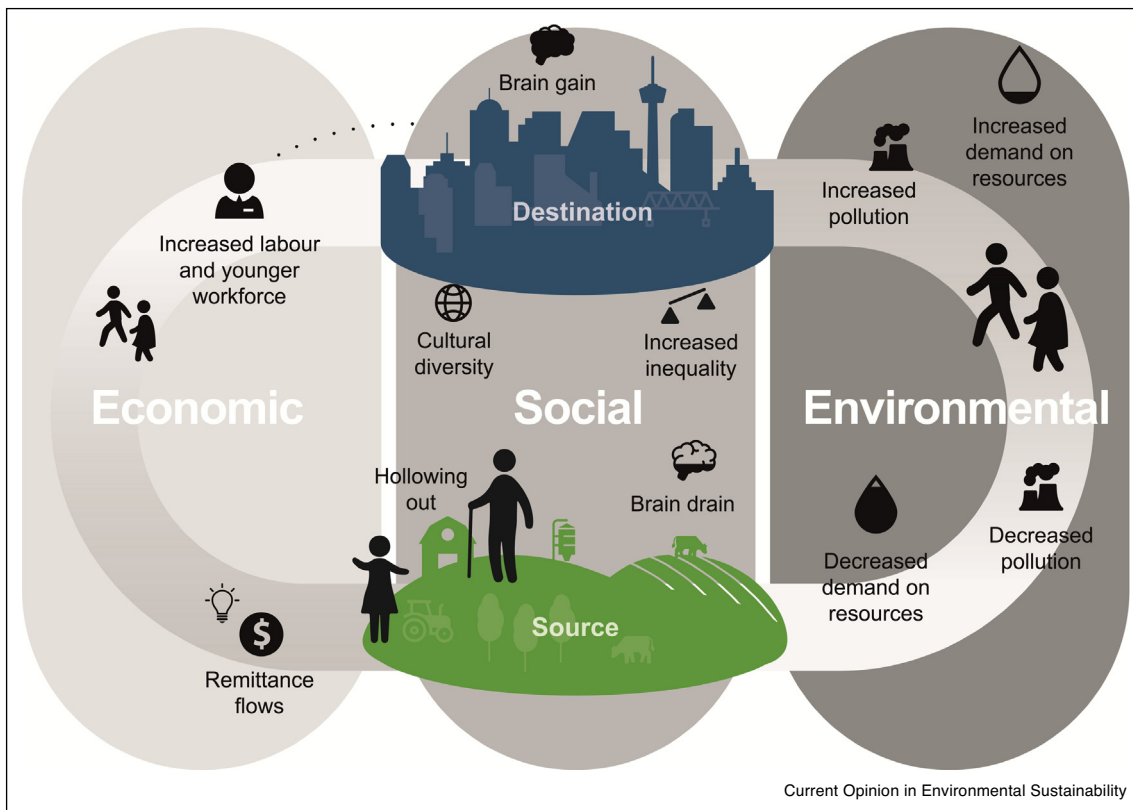 Brain gain
Increased
demand on
resources
Increased
pollution
Destination
Increased labour
and younger
workforce
Cultural
diversity
Increased
inequality
Economic
Social
Environmental
Hollowing
out
Brain drain
Decreased
pollution
Decreased
demand on
resources
Source
$
Remittance
flows
Current Opinion in Environmental Sustainability